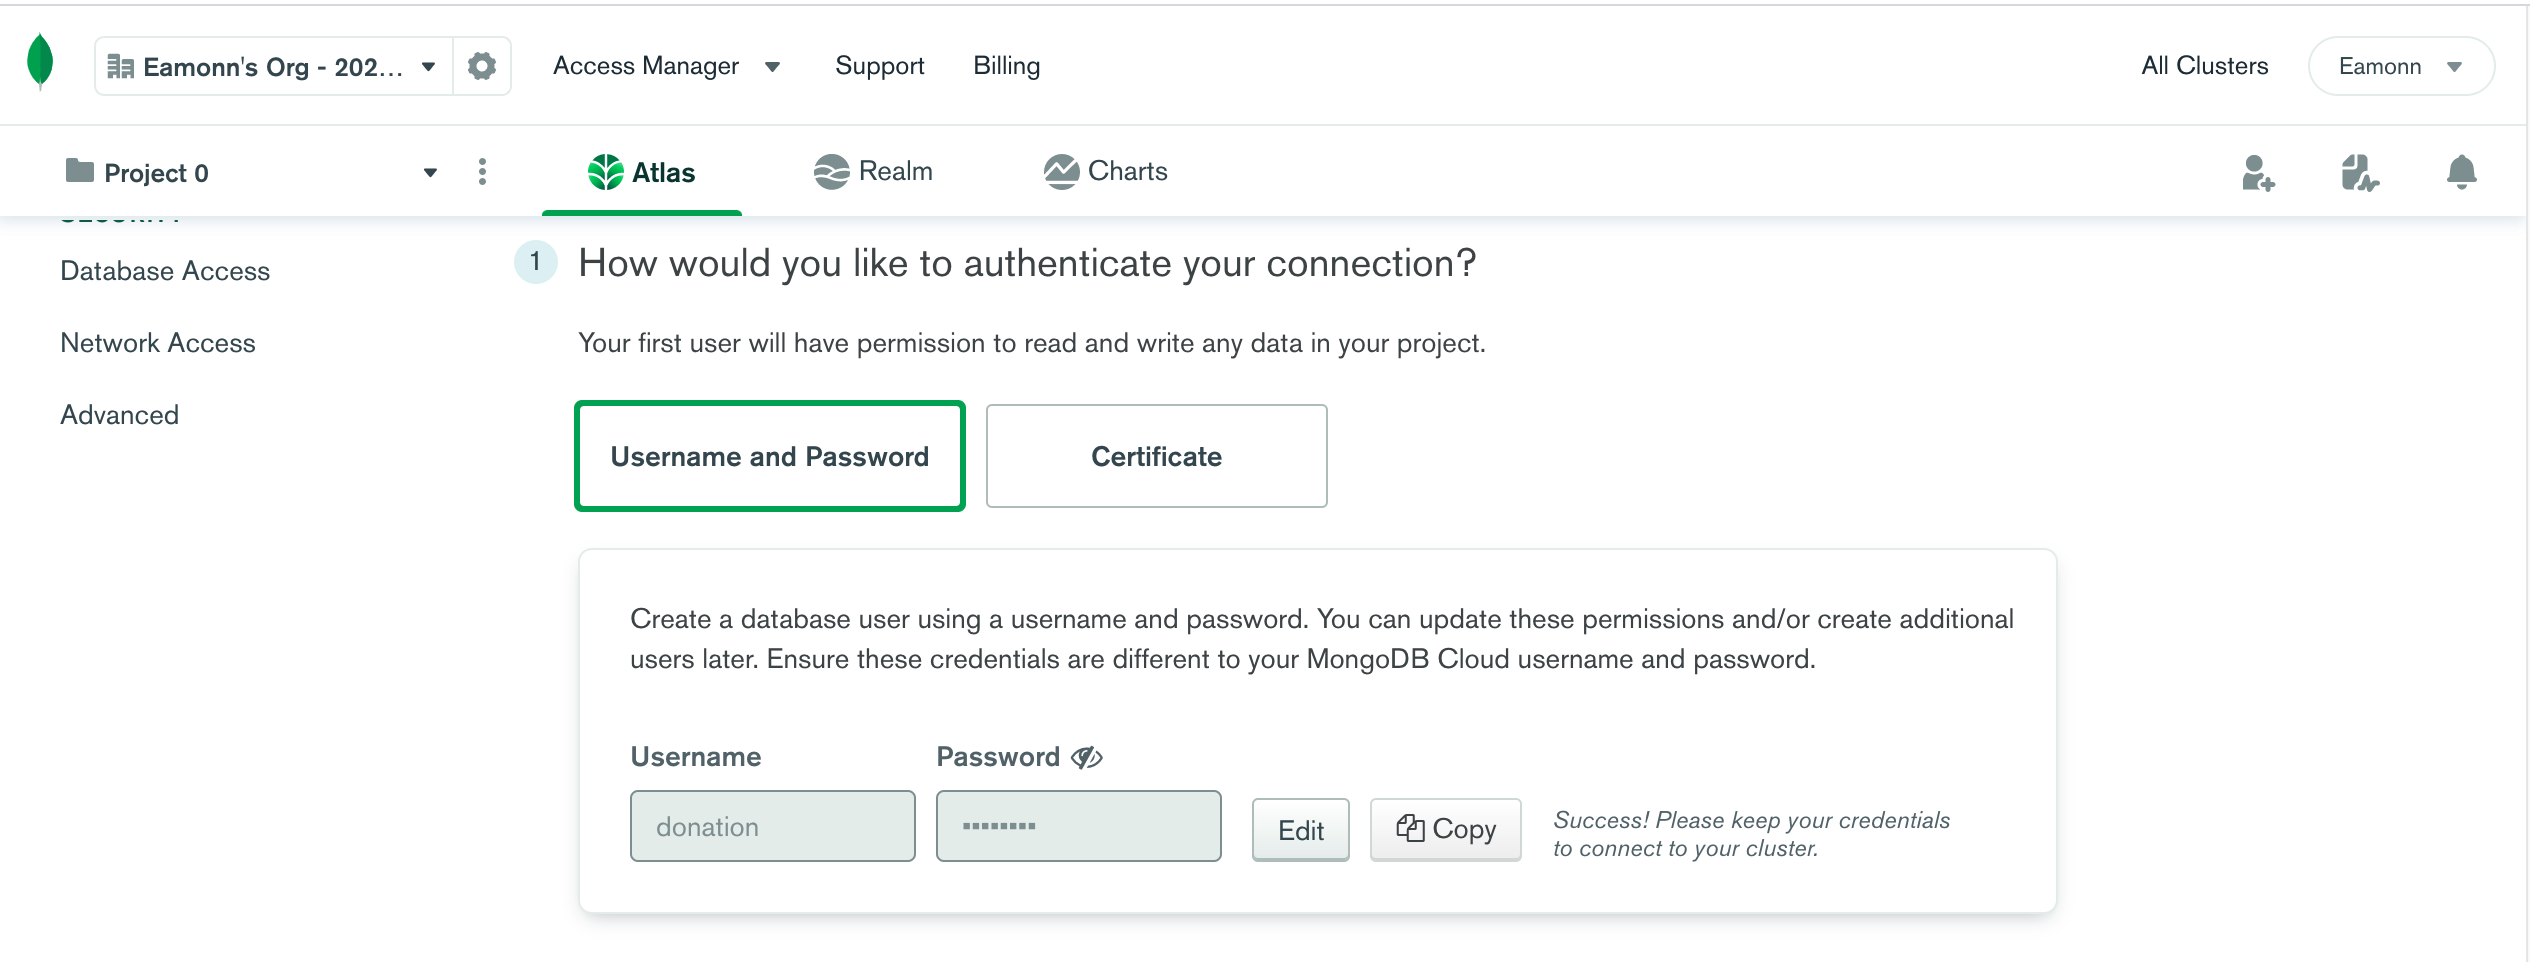 Eamonn's Org - 202...
Access Manager
Support
Billing
All Clusters
Eamonn
Project 0
Atlas
Realm
Charts
SECURITY
Database Access
Network Access
Advanced
1
How would you like to authenticate your connection?
Your first user will have permission to read and write any data in your project.
Username and Password
Certificate
Create a database user using a username and password. You can update these permissions and/or create additional
users later. Ensure these credentials are different to your MongoDB Cloud username and password.
Username
Password
donation
••••••••
Edit
Copy
Success! Please keep your credentials
to connect to your cluster.